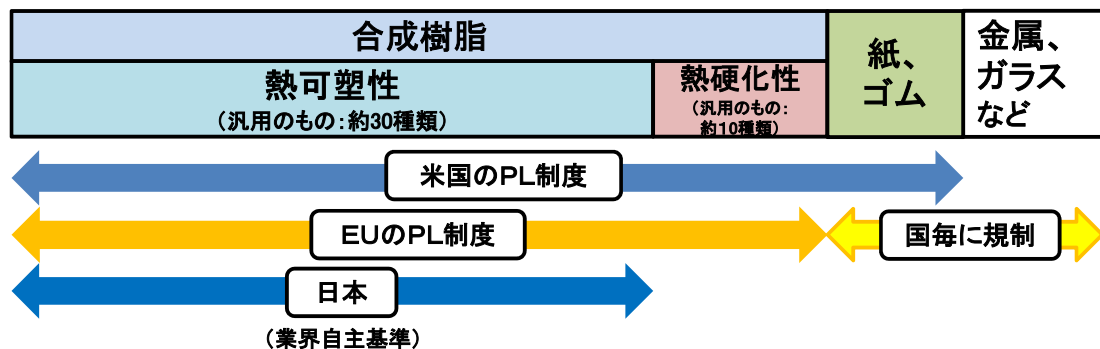 合成樹脂
熱可塑性
（汎用のもの：約30種類）
熱硬化性
（汎用のもの：
約10種類）
紙、
ゴム
金属、
ガラス
など
米国のPL制度
EUのPL制度
国毎に規制
日本
（業界自主基準）